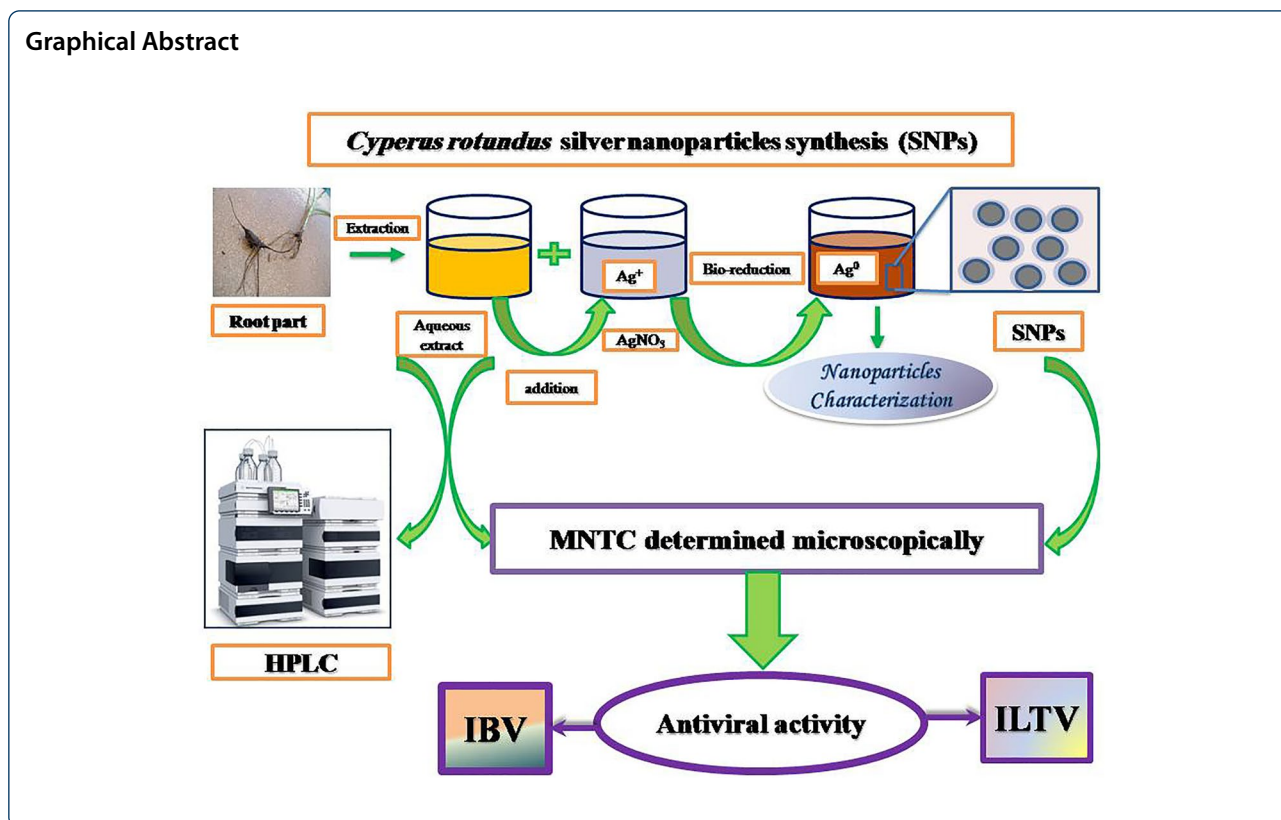 Graphical Abstract
Cyperus rotundus silver nanoparticles synthesis (SNPs)
Extraction
Ag⁺
Bio-reduction
Ag⁰
Root part
Aqueous
extract
AgNO₃
SNPs
addition
Nanoparticles
Characterization
MNTC determined microscopically
HPLC
IBV
Antiviral activity
ILTV